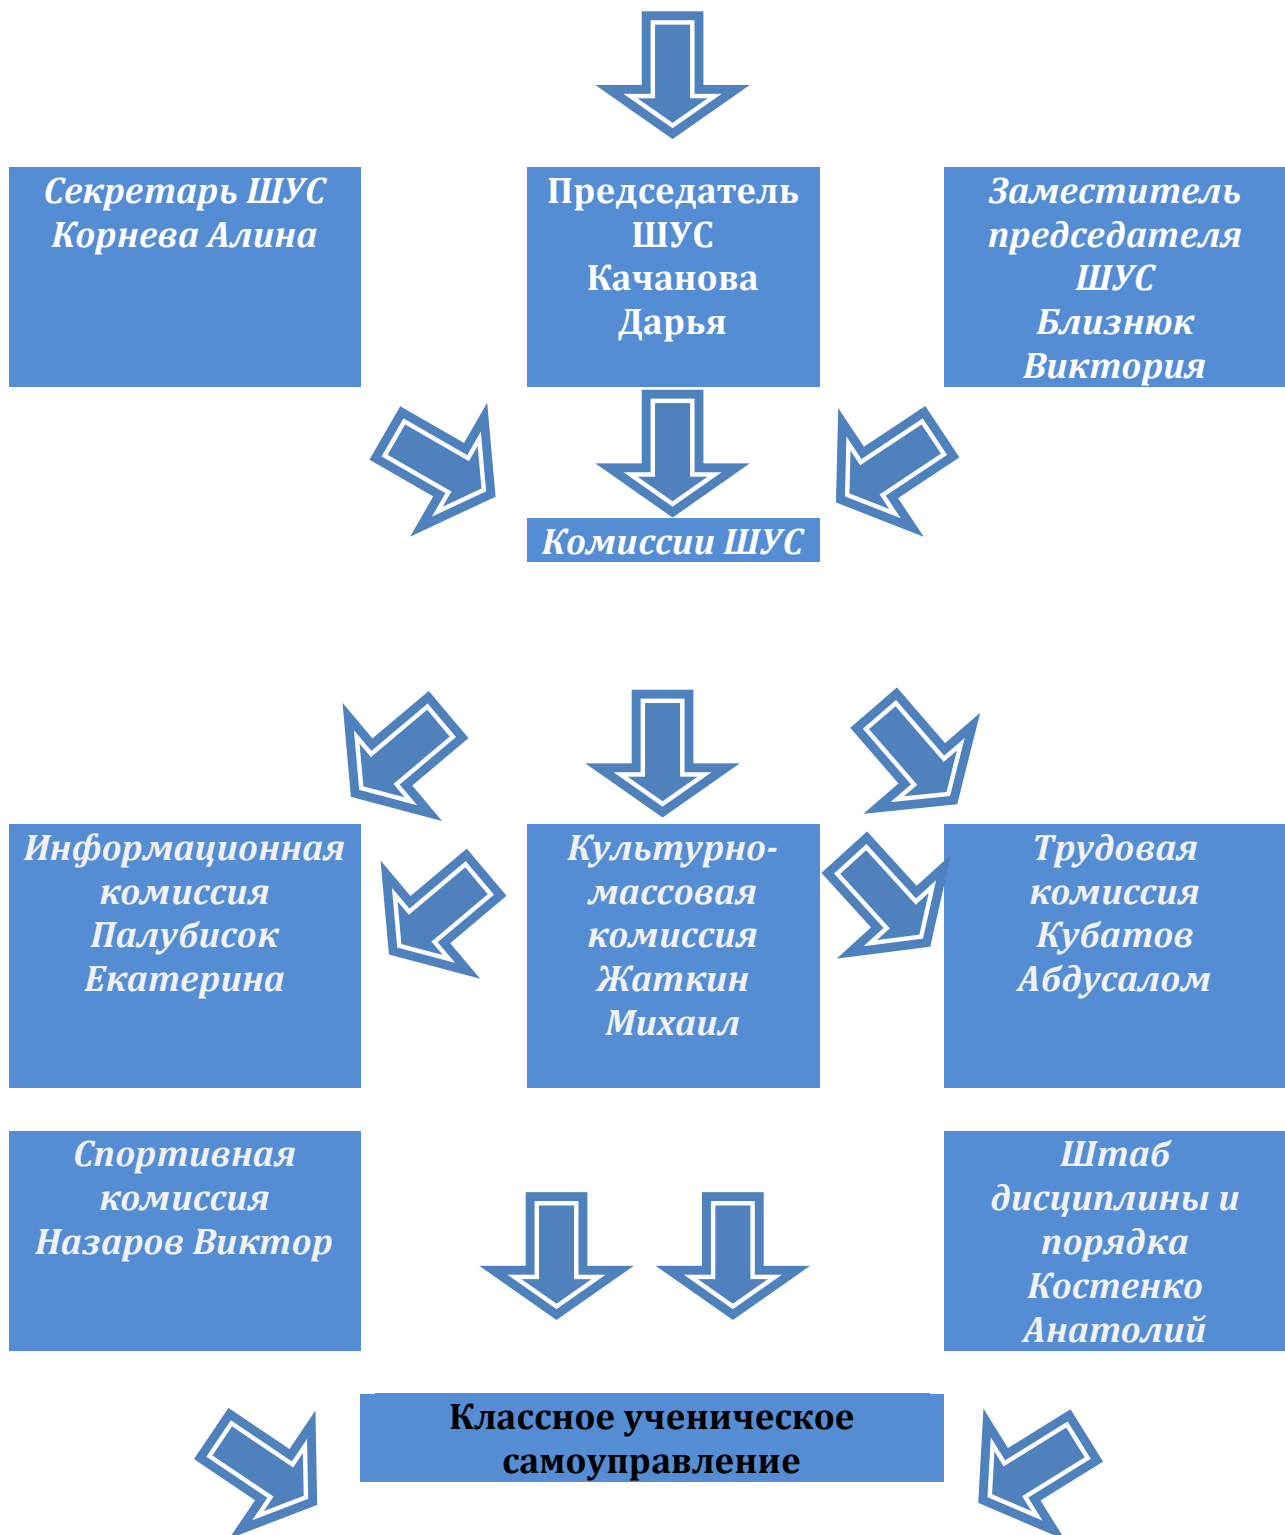 Секретарь ШУС
Корнева Алина
Председатель
ШУС
Качанова
Дарья
Заместитель
председателя
ШУС
Близнюк
Виктория
Комиссии ШУС
Информационная
комиссия
Палубисок
Екатерина
Культурно-
массовая
комиссия
Жаткин
Михаил
Трудовая
комиссия
Кубатов
Абдусалом
Спортивная
комиссия
Назаров Виктор
Штаб
дисциплины и
порядка
Костенко
Анатолий
Классное ученическое
самоуправление